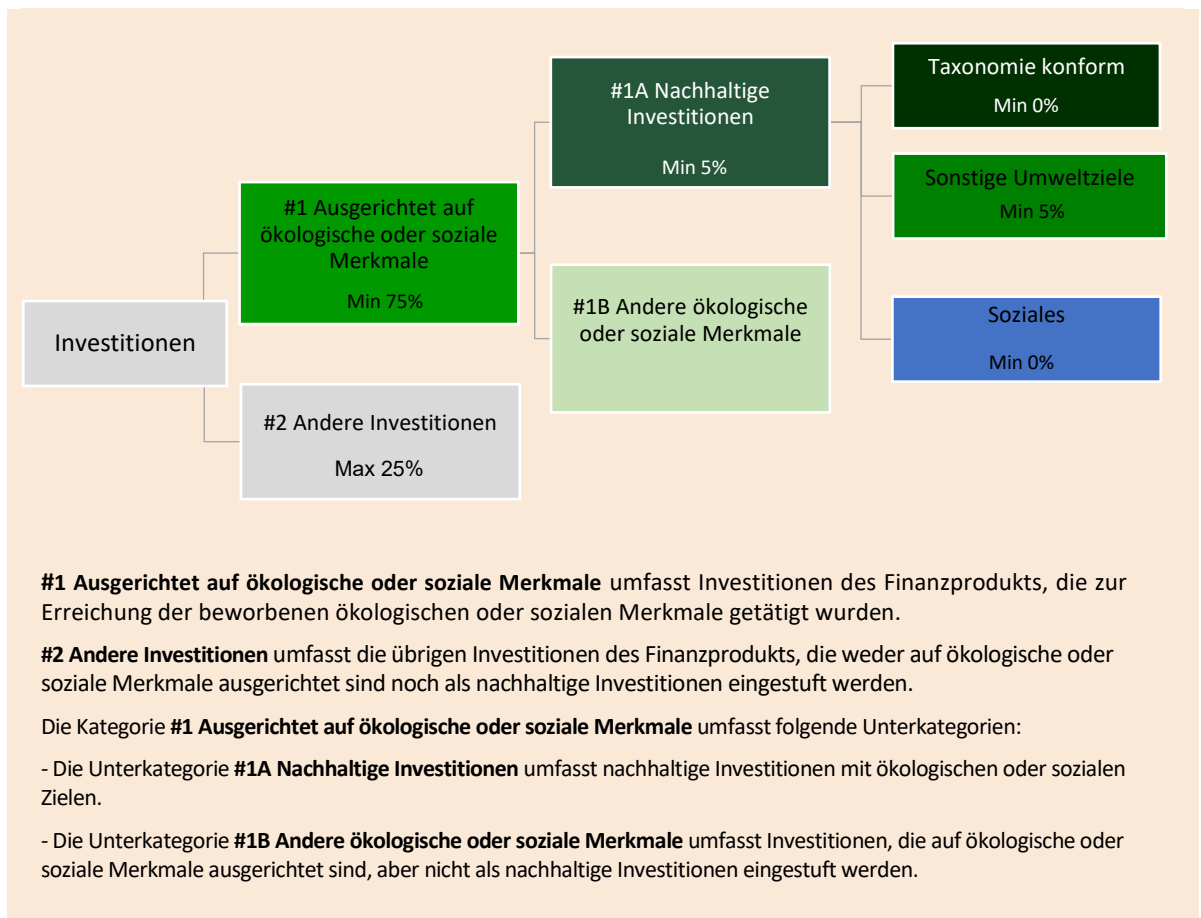 Investitionen
#1 Ausgerichtet auf
ökologische oder soziale
Merkmale
Min 75%
#2 Andere Investitionen
Max 25%
#1A Nachhaltige
Investitionen
Min 5%
#1B Andere ökologische
oder soziale Merkmale
Taxonomie konform
Min 0%
Sonstige Umweltziele
Min 5%
Soziales
Min 0%
#1 Ausgerichtet auf ökologische oder soziale Merkmale umfasst Investitionen des Finanzprodukts, die zur
Erreichung der beworbenen ökologischen oder sozialen Merkmale getätigt wurden.
#2 Andere Investitionen umfasst die übrigen Investitionen des Finanzprodukts, die weder auf ökologische oder
soziale Merkmale ausgerichtet sind noch als nachhaltige Investitionen eingestuft werden.
Die Kategorie #1 Ausgerichtet auf ökologische oder soziale Merkmale umfasst folgende Unterkategorien:
- Die Unterkategorie #1A Nachhaltige Investitionen umfasst nachhaltige Investitionen mit ökologischen oder sozialen
Zielen.
- Die Unterkategorie #1B Andere ökologische oder soziale Merkmale umfasst Investitionen, die auf ökologische oder
soziale Merkmale ausgerichtet sind, aber nicht als nachhaltige Investitionen eingestuft werden.